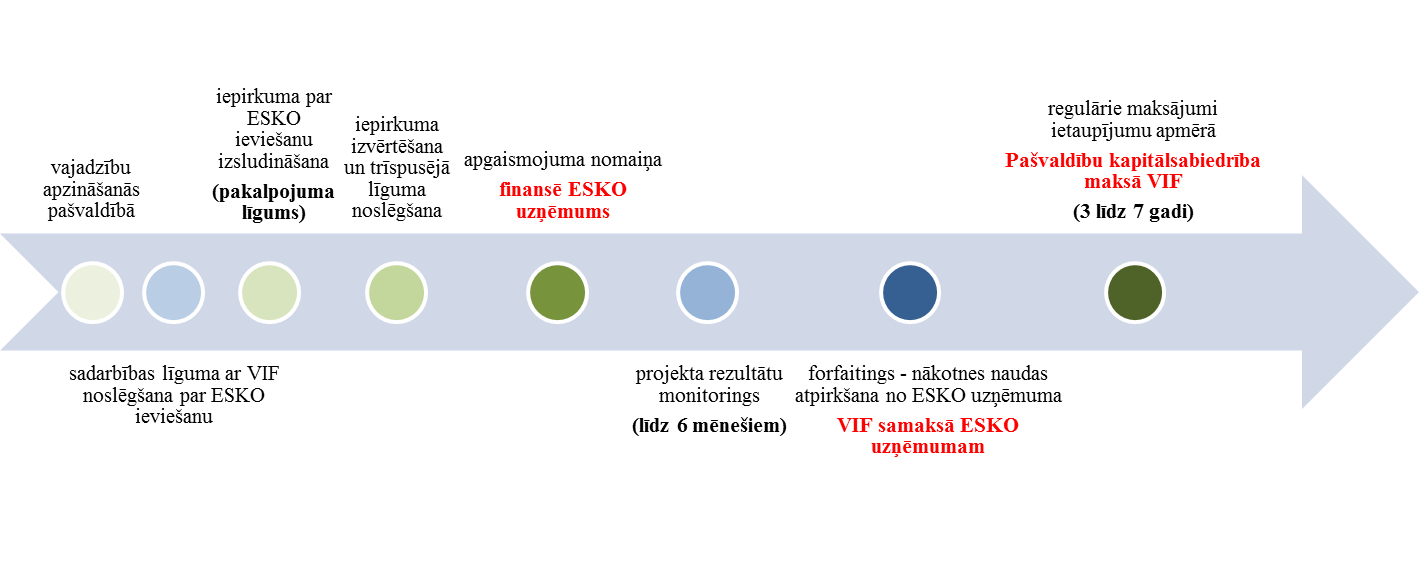 vajadzību
apzināšanās
pašvaldībā
sadarbības līguma ar VIF
noslēgšana par ESKO
ieviešanu
iepirkuma par
ESKO
ieviešanu
izsludināšana
(pakalpojuma
līgums)
iepirkuma
izvērtēšana
un trīspusējā
līguma
noslēgšana
apgaismojuma nomaiņa
finansē ESKO
uzņēmums
projekta rezultātu
monitorings
(līdz 6 mēnešiem)
forfaitings - nākotnes naudas
atpirkšana no ESKO uzņēmuma
VIF samaksā ESKO
uzņēmumam
regulārie maksājumi
ietaupījumu apmērā
Pašvaldību kapitālsabiedrība
maksā VIF
(3 līdz 7 gadi)